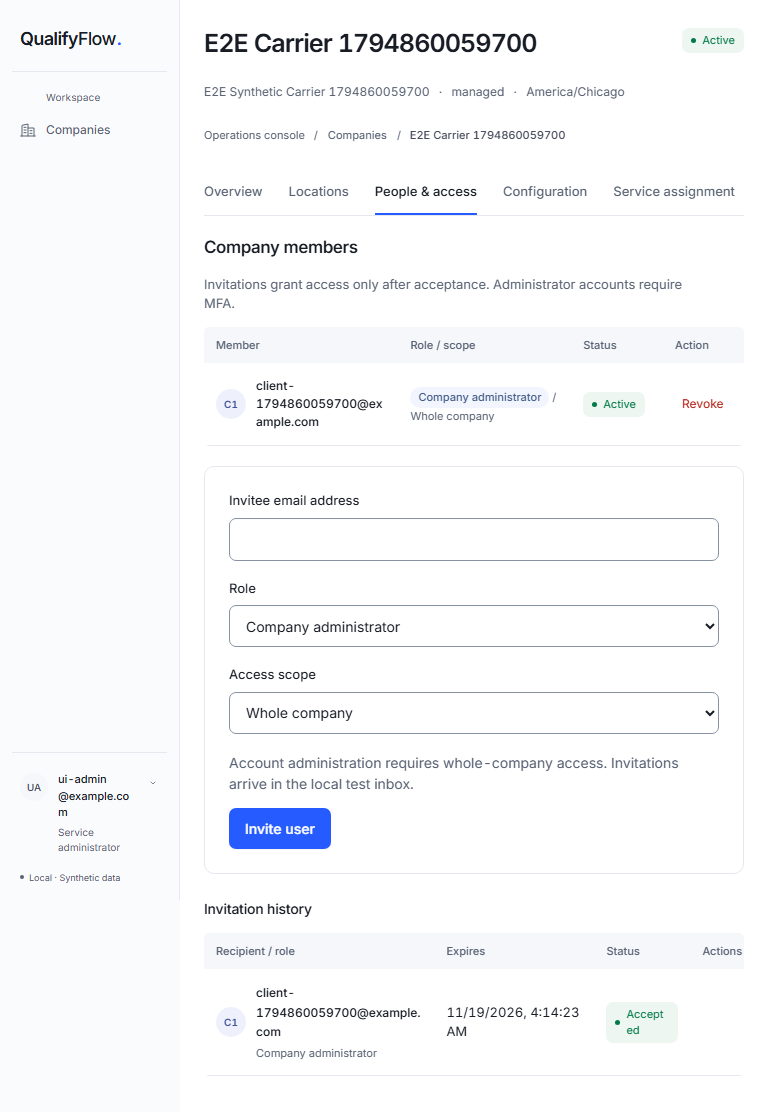 QualifyFlow.
Workspace
Companies
ui-admin
@example.co
m
UA
Service
administrator
Local · Synthetic data
E2E Carrier 1794860059700
Active
E2E Synthetic Carrier 1794860059700 · managed · America/Chicago
Operations console / Companies / E2E Carrier 1794860059700
Overview Locations People & access Configuration Service assignment
Company members
Invitations grant access only after acceptance. Administrator accounts require
MFA.
Member Role / scope Status Action
C1
client-
1794860059700@ex
ample.com
Company administrator /
Whole company
Active
Revoke
Invitee email address
Role
Company administrator
Access scope
Whole company
Account administration requires whole-company access. Invitations
arrive in the local test inbox.
Invite user
Invitation history
Recipient / role Expires Status Actions
C1
client-
1794860059700@example.
com
Company administrator
11/19/2026, 4:14:23
AM
Accept
ed